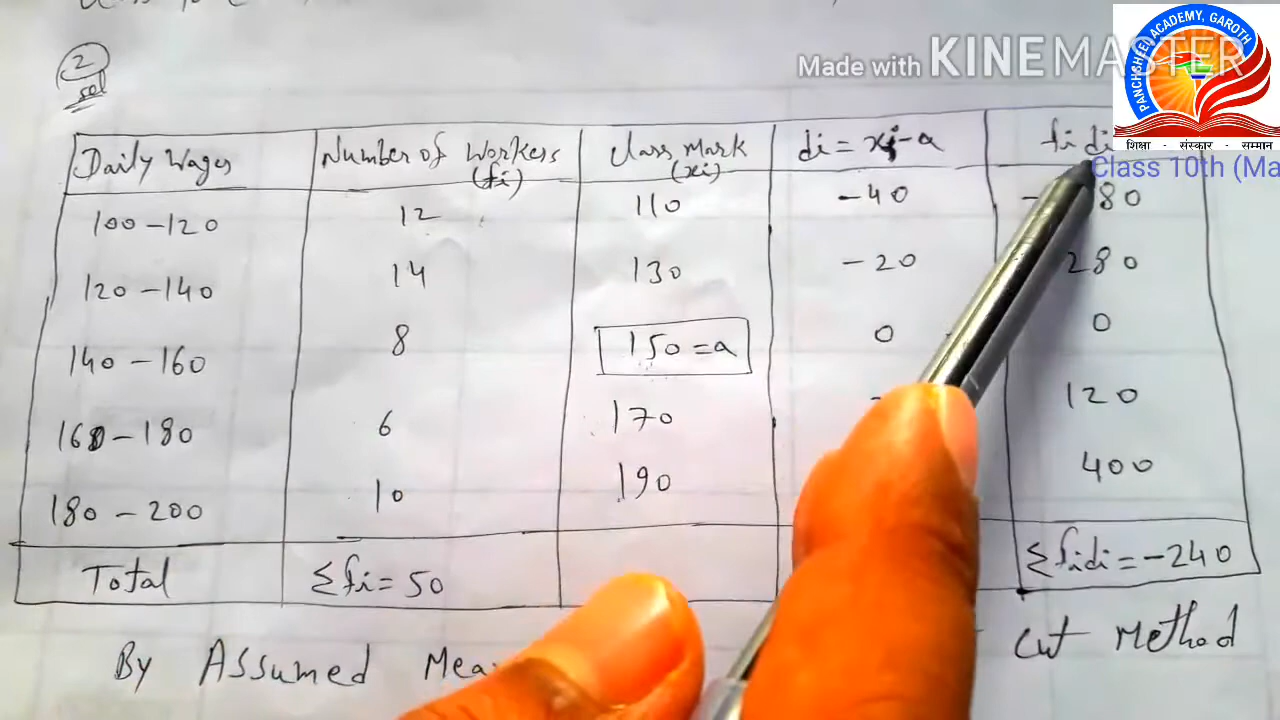 Made with KINEMASTER
PANCHSHEEL ACADEMY, GAROTH
शिक्षा - संस्कार - सम्मान
Class 10th (Ma
2
sol
Daily Wages Number of Workers (fi) Class Mark (xi) di = xi - a fi di
100 - 120 12 110 -40 80
120 - 140 14 130 -20 280
140 - 160 8 150 = a 0 0
160 - 180 6 170 120
180 - 200 10 190 400
Total Σfi = 50 Σfidi = -240
By Assumed Mea
Cut Method